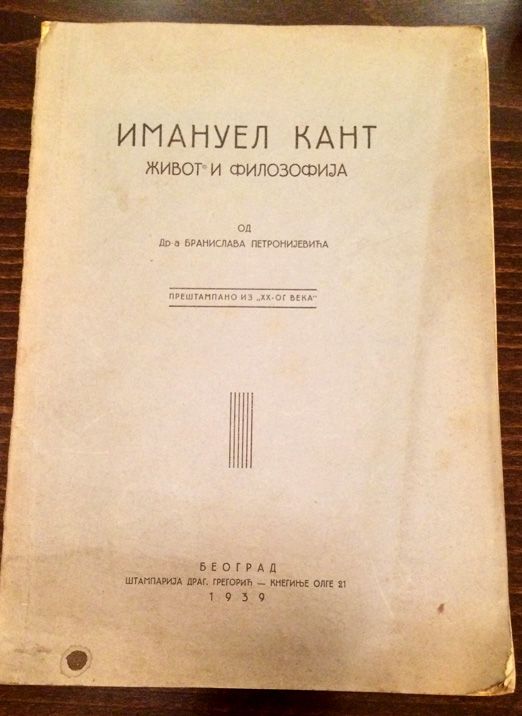 ИМАНУЕЛ КАНТ
ЖИВОТ И ФИЛОЗОФИЈА
ОД
Др-а БРАНИСЛАВА ПЕТРОНИЈЕВИЋА
ПРЕШТАМПАНО ИЗ „XX-ОГ ВЕКА“
БЕОГРАД
ШТАМПАРИЈА ДРАГ. ГРЕГОРИЋ — КНЕГИЊЕ ОЛГЕ 21
1939